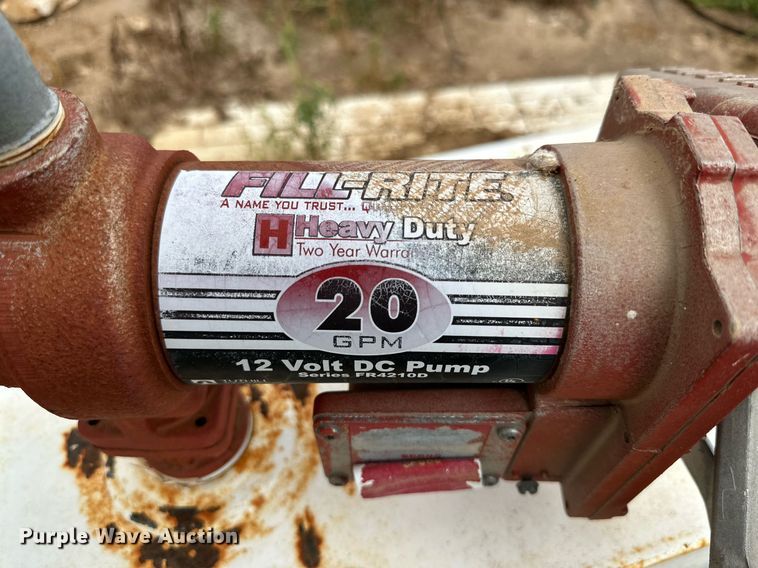 FILL-RITE®
A NAME YOU TRUST...
H Heavy Duty
Two Year
20
GPM
12 Volt DC Pump
Series FR4210D
Purple Wave Auction